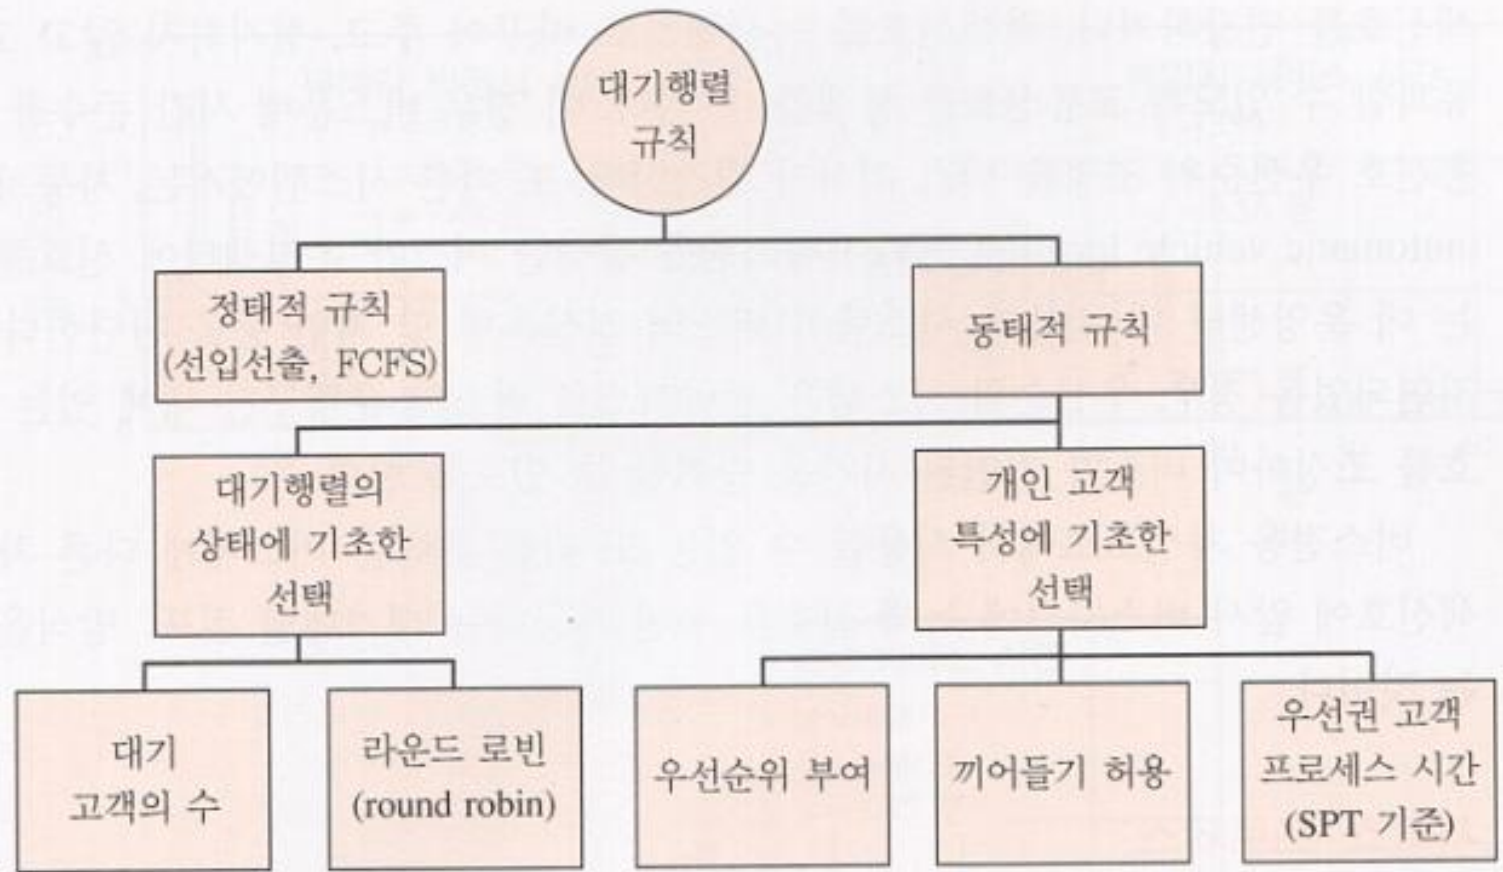 대기행렬
규칙
정태적 규칙
(선입선출, FCFS)
동태적 규칙
대기행렬의
상태에 기초한
선택
개인 고객
특성에 기초한
선택
대기
고객의 수
라운드 로빈
(round robin)
우선순위 부여
끼어들기 허용
우선권 고객
프로세스 시간
(SPT 기준)